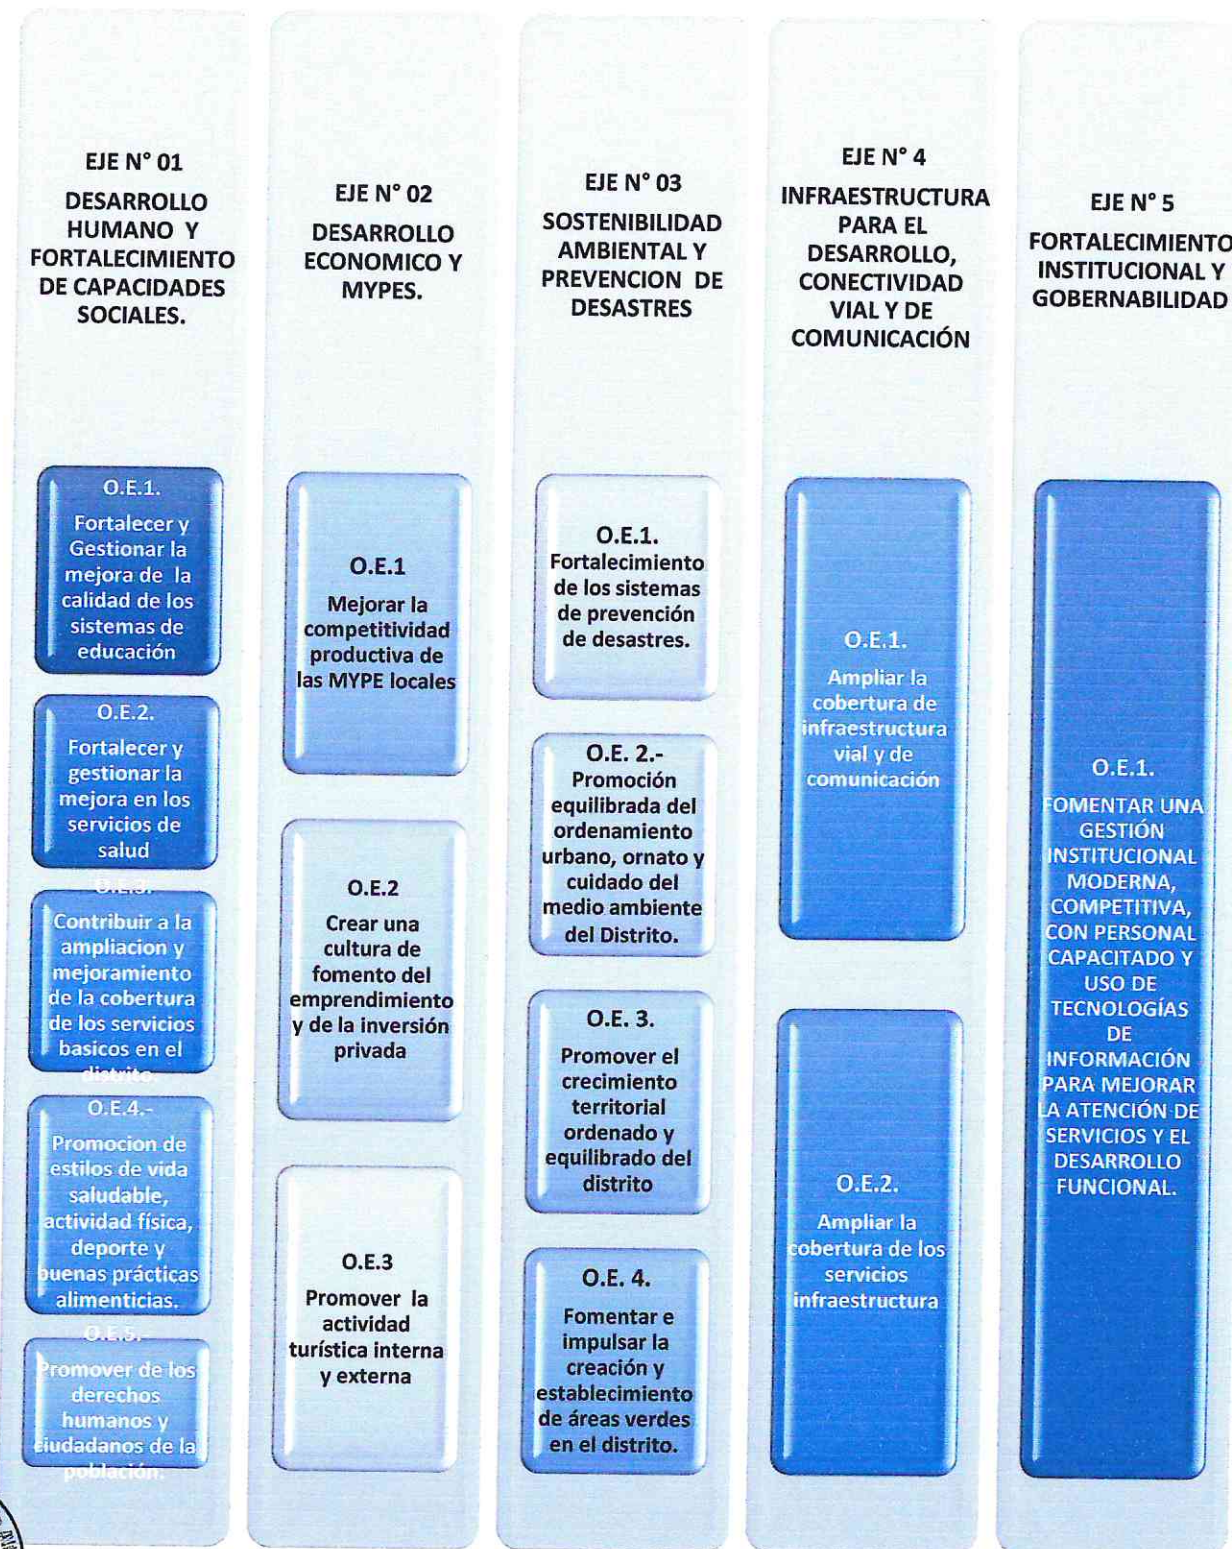 EJE N° 01
DESARROLLO
HUMANO Y
FORTALECIMIENTO
DE CAPACIDADES
SOCIALES.
O.E.1.
Fortalecer y
Gestionar la
mejora de la
calidad de los
sistemas de
educación
O.E.2.
Fortalecer y
gestionar la
mejora en los
servicios de
salud
O.E.3.
Contribuir a la
ampliacion y
mejoramiento
de la cobertura
de los servicios
basicos en el
distrito.
O.E.4.-
Promocion de
estilos de vida
saludable,
actividad física,
deporte y
buenas prácticas
alimenticias.
O.E.5.-
Promover de los
derechos
humanos y
ciudadanos de la
población.
EJE N° 02
DESARROLLO
ECONOMICO Y
MYPES.
O.E.1
Mejorar la
competitividad
productiva de
las MYPE locales
O.E.2
Crear una
cultura de
fomento del
emprendimiento
y de la inversión
privada
O.E.3
Promover la
actividad
turística interna
y externa
EJE N° 03
SOSTENIBILIDAD
AMBIENTAL Y
PREVENCION DE
DESASTRES
O.E.1.
Fortalecimiento
de los sistemas
de prevención
de desastres.
O.E. 2.-
Promoción
equilibrada del
ordenamiento
urbano, ornato y
cuidado del
medio ambiente
del Distrito.
O.E. 3.
Promover el
crecimiento
territorial
ordenado y
equilibrado del
distrito
O.E. 4.
Fomentar e
impulsar la
creación y
establecimiento
de áreas verdes
en el distrito.
EJE N° 4
INFRAESTRUCTURA
PARA EL
DESARROLLO,
CONECTIVIDAD
VIAL Y DE
COMUNICACIÓN
O.E.1.
Ampliar la
cobertura de
infraestructura
vial y de
comunicación
O.E.2.
Ampliar la
cobertura de los
servicios
infraestructura
EJE N° 5
FORTALECIMIENTO
INSTITUCIONAL Y
GOBERNABILIDAD
O.E.1.
FOMENTAR UNA
GESTIÓN
INSTITUCIONAL
MODERNA,
COMPETITIVA,
CON PERSONAL
CAPACITADO Y
USO DE
TECNOLOGÍAS
DE
INFORMACIÓN
PARA MEJORAR
LA ATENCIÓN DE
SERVICIOS Y EL
DESARROLLO
FUNCIONAL.